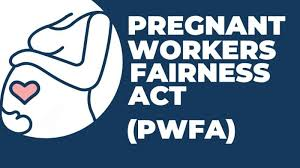 PREGNANT
WORKERS
FAIRNESS
ACT
(PWFA)